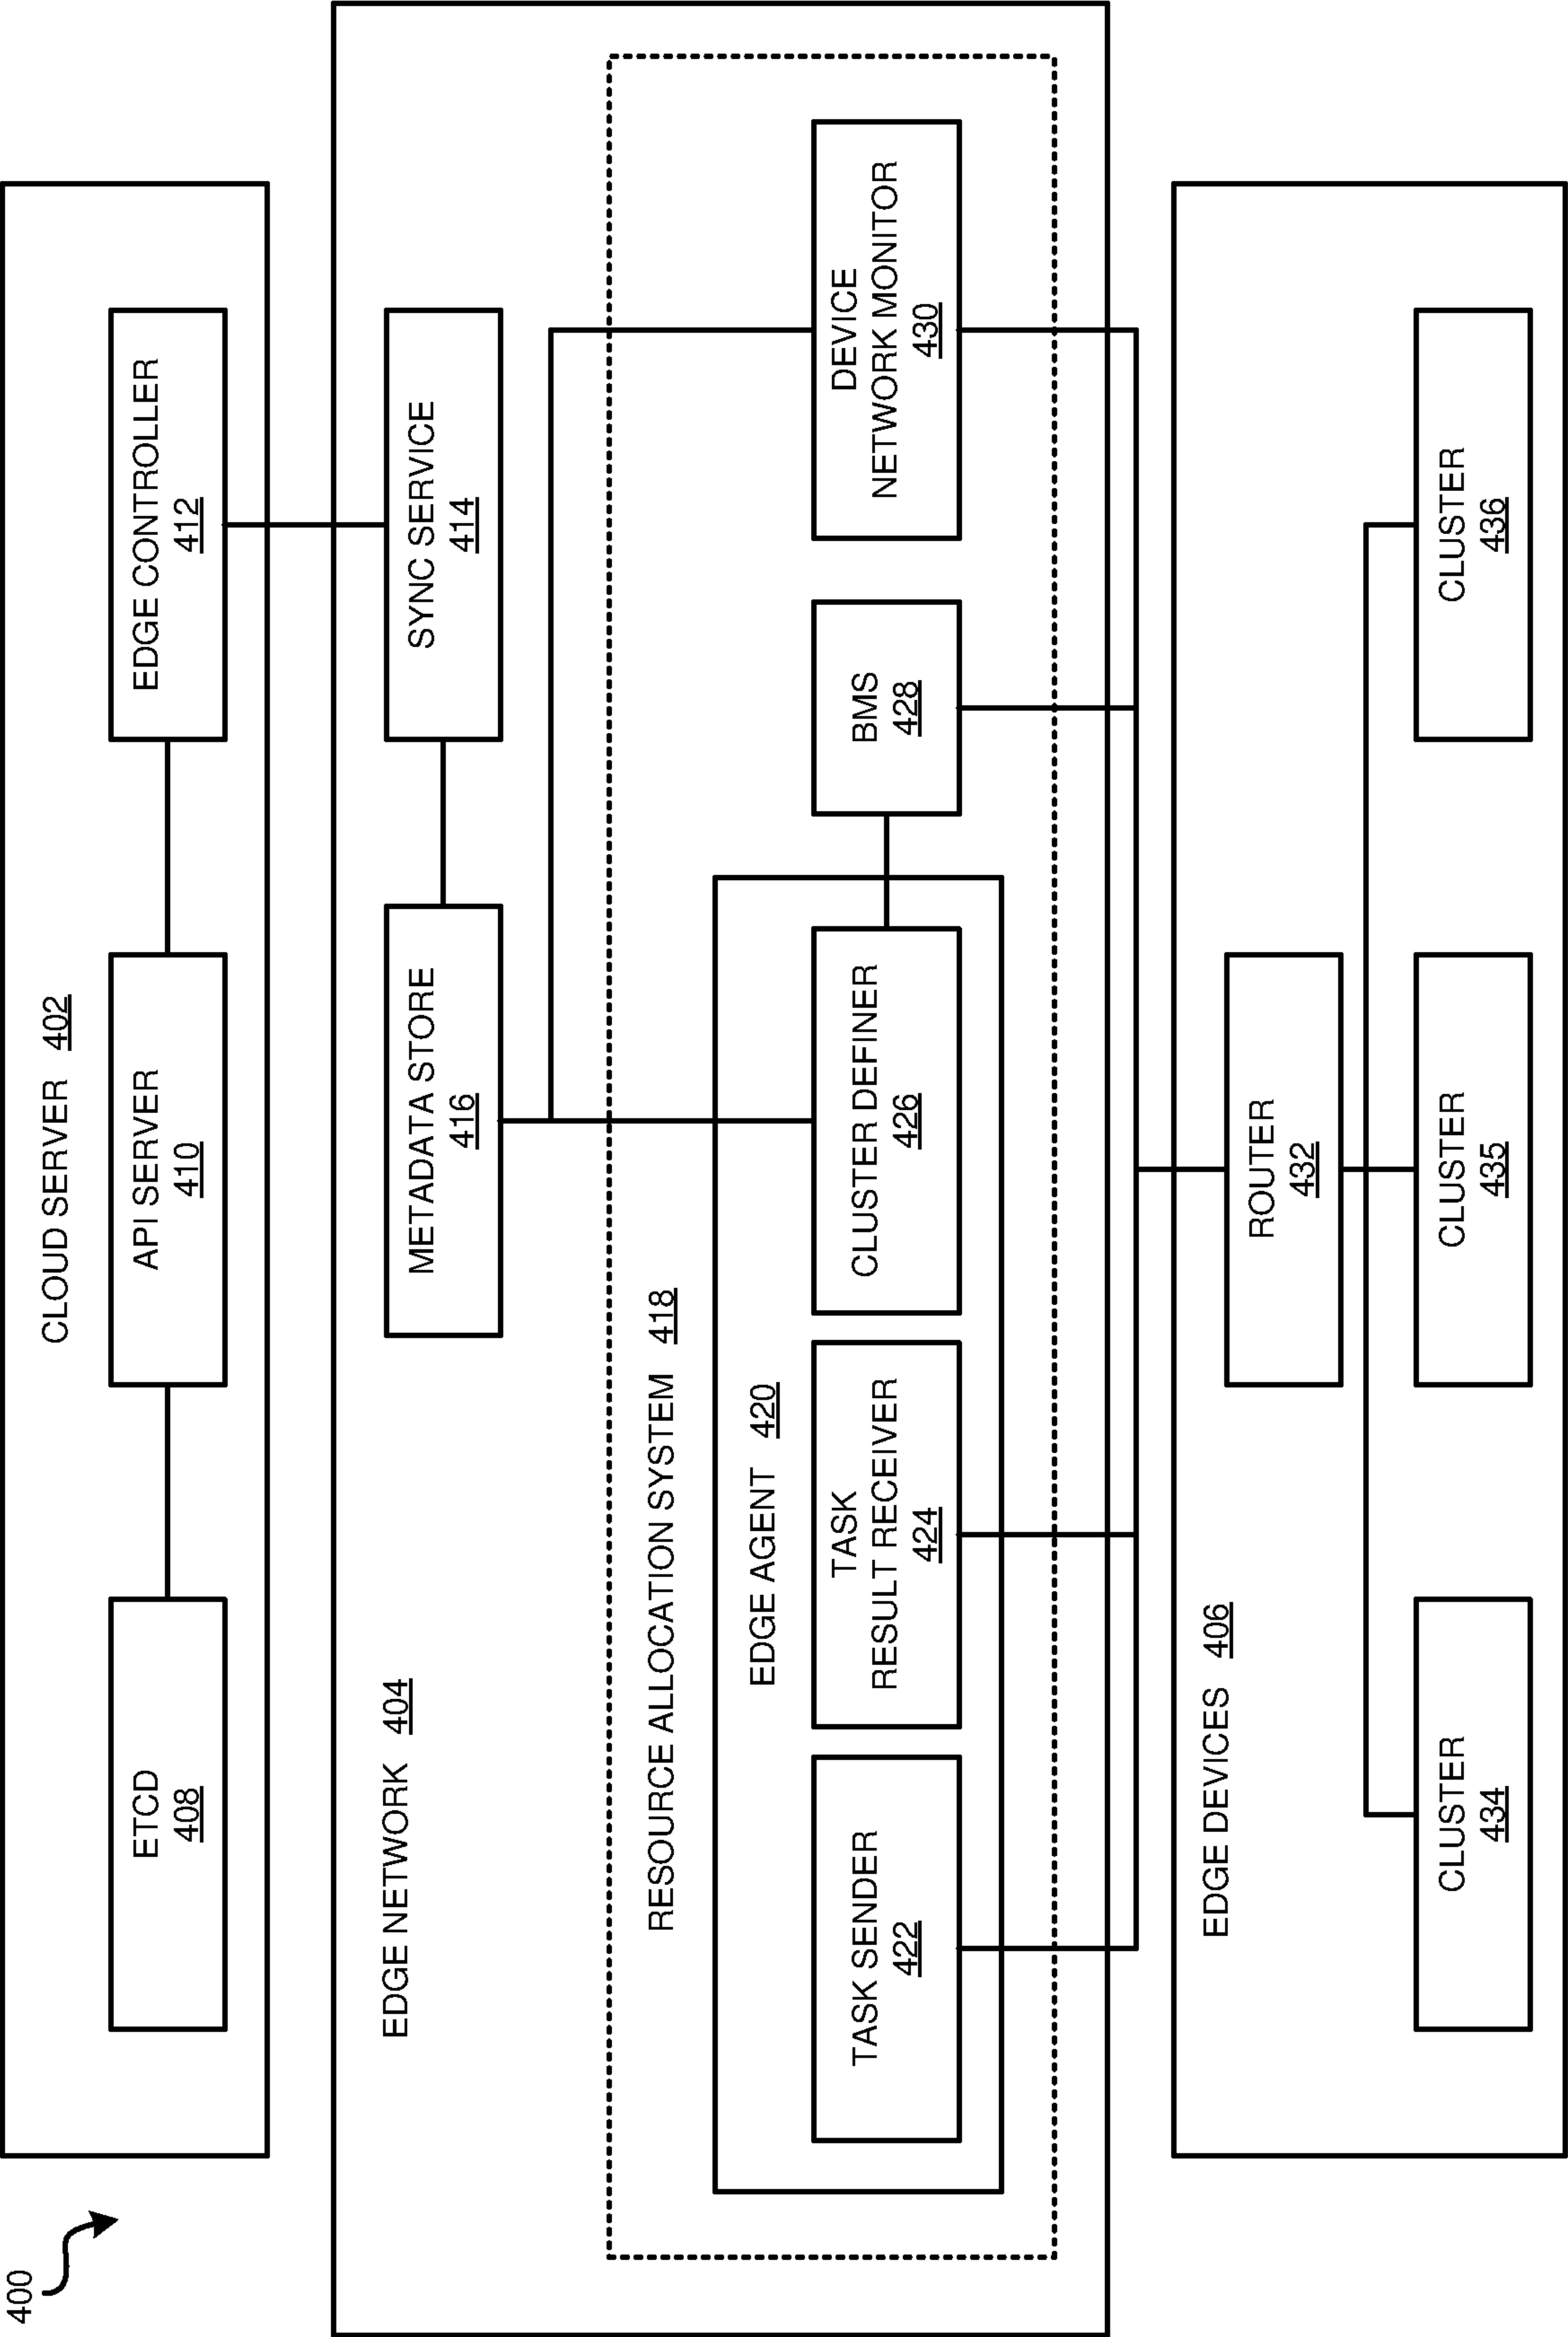 400
CLOUD SERVER 402
ETCD
408
API SERVER
410
EDGE CONTROLLER
412
EDGE NETWORK 404
METADATA STORE
416
SYNC SERVICE
414
RESOURCE ALLOCATION SYSTEM 418
EDGE AGENT 420
TASK SENDER
422
TASK
RESULT RECEIVER
424
CLUSTER DEFINER
426
BMS
428
DEVICE
NETWORK MONITOR
430
EDGE DEVICES 406
ROUTER
432
CLUSTER
434
CLUSTER
435
CLUSTER
436